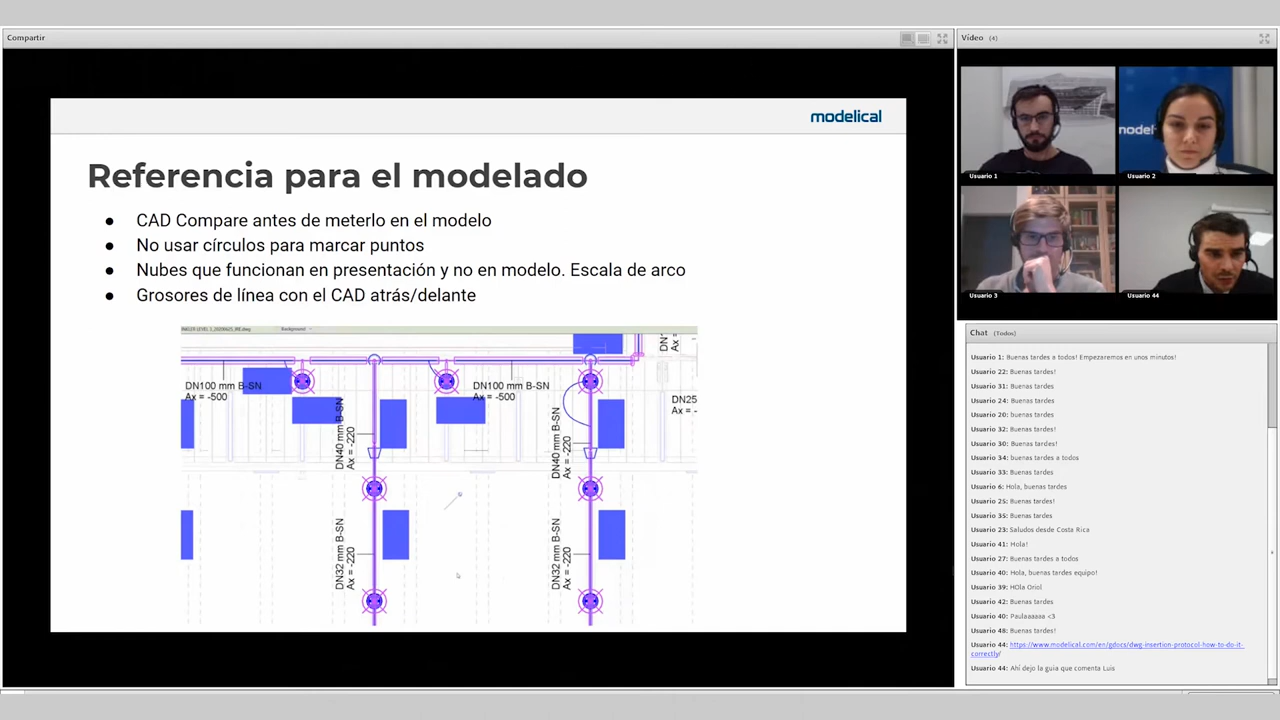 Compartir
modelical
Referencia para el modelado
● CAD Compare antes de meterlo en el modelo
● No usar círculos para marcar puntos
● Nubes que funcionan en presentación y no en modelo. Escala de arco
● Grosores de línea con el CAD atrás/delante
Background
DN100 mm B-SN
Ax = -500
DN100 mm B-SN
Ax = -500
DN25
Ax = -
DN40 mm B-SN
Ax = -220
DN40 mm B-SN
Ax = -220
DN32 mm B-SN
Ax = -220
DN32 mm B-SN
Ax = -220
Vídeo (4)
Usuario 1
Usuario 2
Usuario 3
Usuario 44
Chat (Todos)
Usuario 1: Buenas tardes a todos! Empezaremos en unos minutos!
Usuario 22: Buenas tardes!
Usuario 31: Buenas tardes
Usuario 24: Buenas tardes
Usuario 20: buenas tardes
Usuario 32: Buenas tardes!
Usuario 30: Buenas tardes!
Usuario 34: buenas tardes a todos
Usuario 33: Buenas tardes
Usuario 6: Hola, buenas tardes
Usuario 25: Buenas tardes!
Usuario 35: Buenas tardes
Usuario 23: Saludos desde Costa Rica
Usuario 41: Hola!
Usuario 27: Buenas tardes a todos
Usuario 40: Hola, buenas tardes equipo!
Usuario 39: HOla Oriol
Usuario 42: Buenas tardes
Usuario 40: Paulaaaaaa <3
Usuario 48: Buenas tardes!
Usuario 44: https://www.modelical.com/en/gdocs/dwg-insertion-protocol-how-to-do-it-
correctly/
Usuario 44: Ahí dejo la guia que comenta Luis